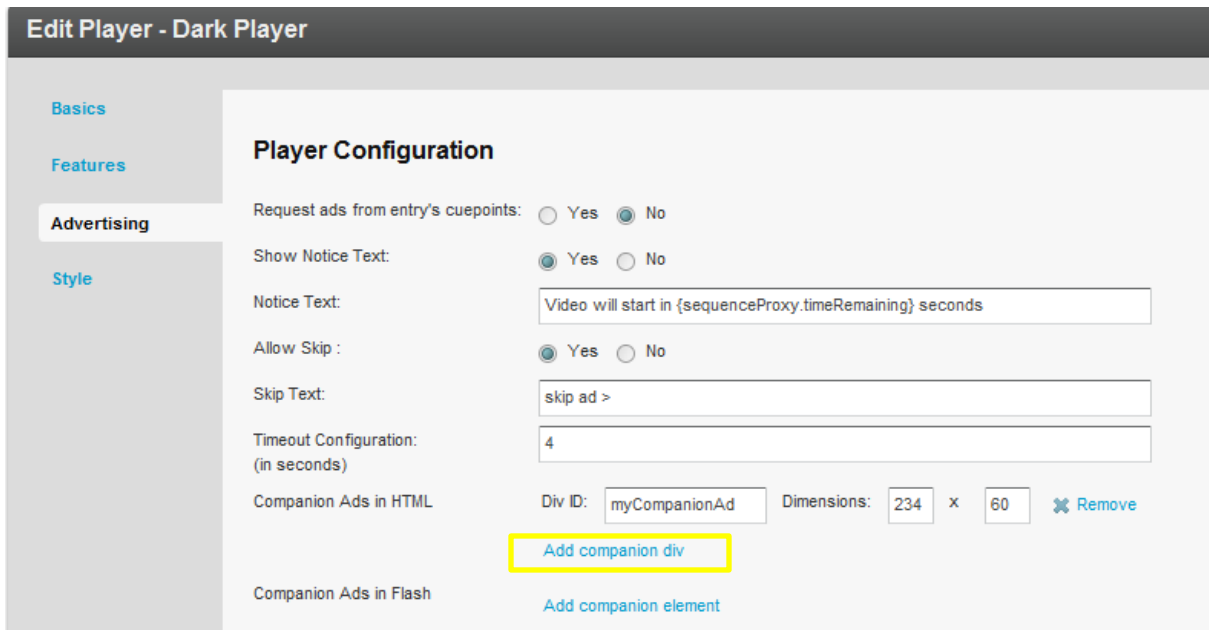 Edit Player - Dark Player
Basics
Features
Advertising
Style
Player Configuration
Request ads from entry's cuepoints: Yes No
Show Notice Text: Yes No
Notice Text: Video will start in {sequenceProxy.timeRemaining} seconds
Allow Skip : Yes No
Skip Text: skip ad >
Timeout Configuration: 4
(in seconds)
Companion Ads in HTML Div ID: myCompanionAd Dimensions: 234 x 60 Remove
Add companion div
Companion Ads in Flash Add companion element